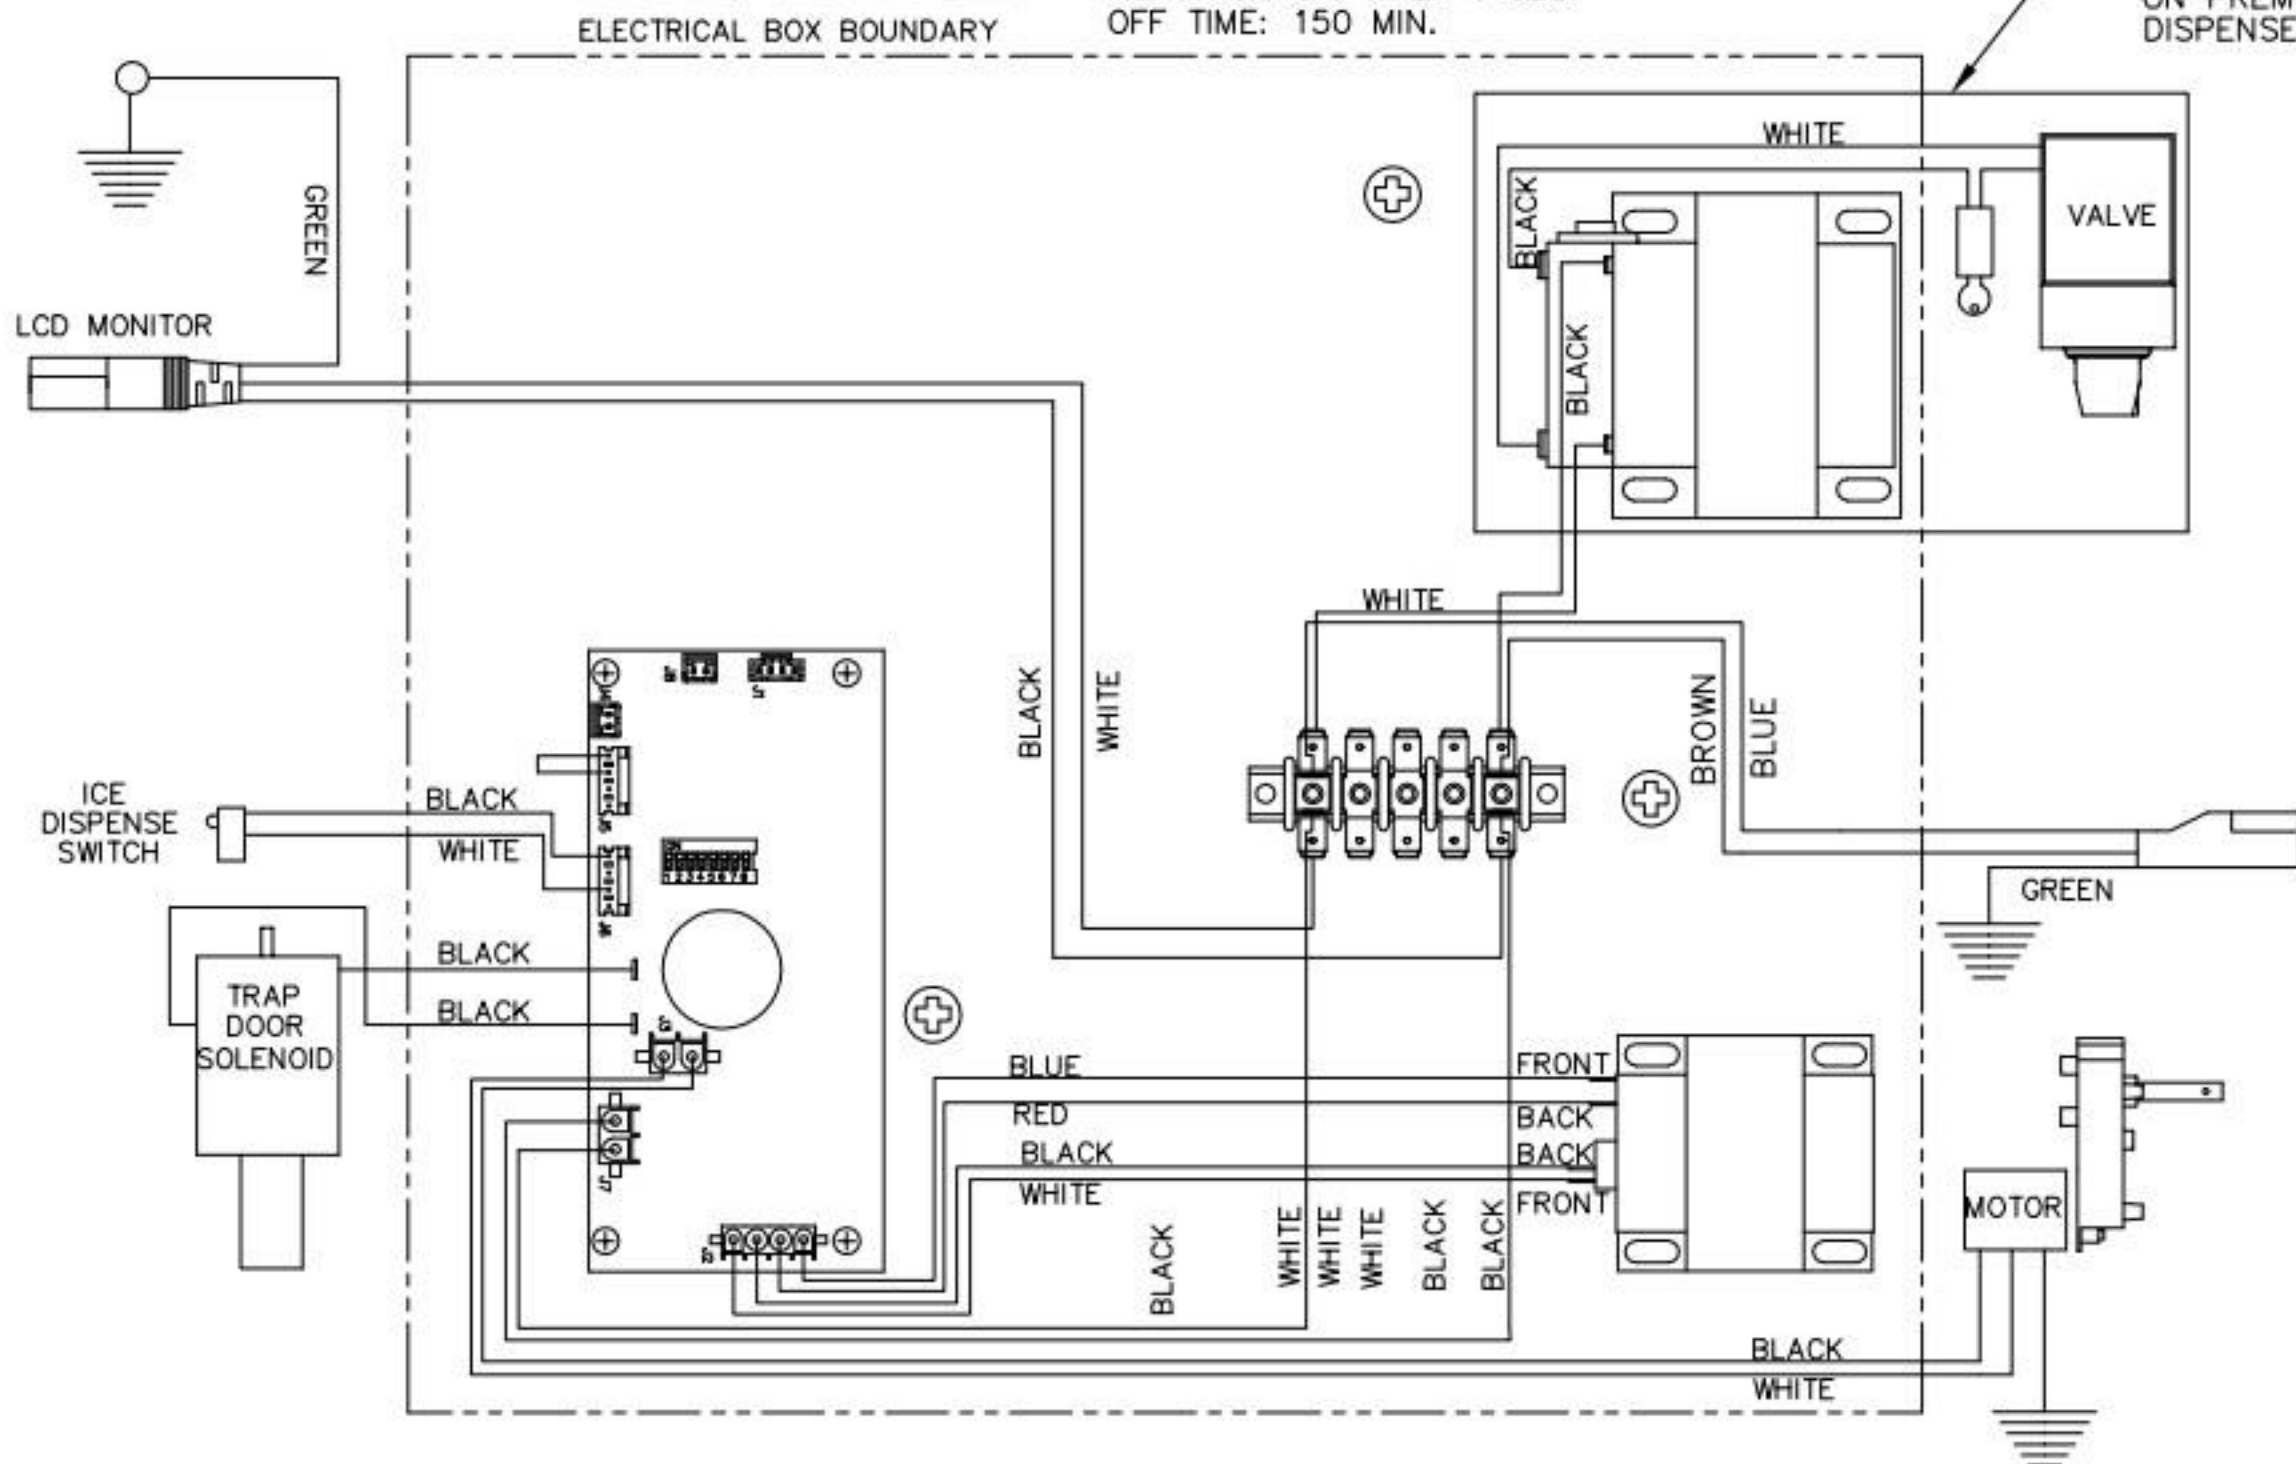 ELECTRICAL BOX BOUNDARY
OFF TIME: 150 MIN.
DISPENSE
GREEN
LCD MONITOR
WHITE
BLACK
VALVE
BLACK
WHITE
BLACK
WHITE
BROWN
BLUE
ICE
DISPENSE
SWITCH
BLACK
WHITE
GREEN
BLACK
BLACK
TRAP
DOOR
SOLENOID
BLUE
FRONT
RED
BACK
BLACK
BACK
WHITE
FRONT
BLACK
WHITE
WHITE
WHITE
BLACK
BLACK
MOTOR
BLACK
WHITE
J7
12345678